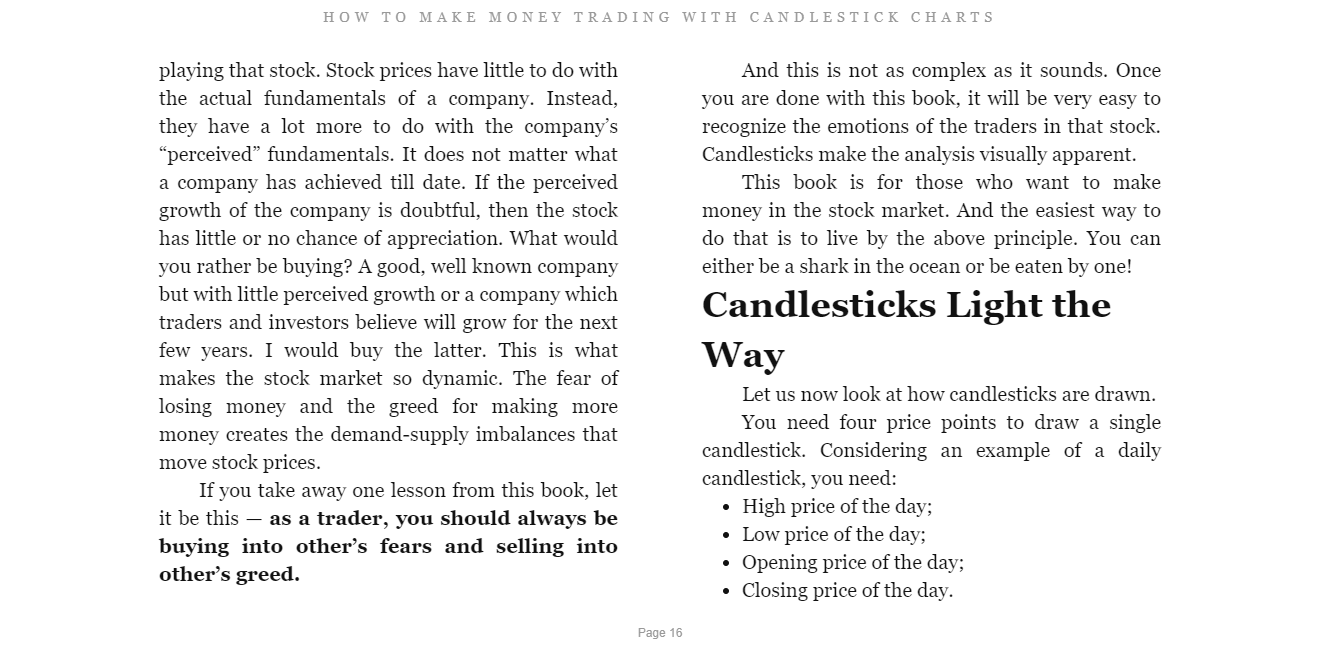 HOW TO MAKE MONEY TRADING WITH CANDLESTICK CHARTS
playing that stock. Stock prices have little to do with
the actual fundamentals of a company. Instead,
they have a lot more to do with the company’s
“perceived” fundamentals. It does not matter what
a company has achieved till date. If the perceived
growth of the company is doubtful, then the stock
has little or no chance of appreciation. What would
you rather be buying? A good, well known company
but with little perceived growth or a company which
traders and investors believe will grow for the next
few years. I would buy the latter. This is what
makes the stock market so dynamic. The fear of
losing money and the greed for making more
money creates the demand-supply imbalances that
move stock prices.
If you take away one lesson from this book, let
it be this — as a trader, you should always be
buying into other’s fears and selling into
other’s greed.
And this is not as complex as it sounds. Once
you are done with this book, it will be very easy to
recognize the emotions of the traders in that stock.
Candlesticks make the analysis visually apparent.
This book is for those who want to make
money in the stock market. And the easiest way to
do that is to live by the above principle. You can
either be a shark in the ocean or be eaten by one!
Candlesticks Light the
Way
Let us now look at how candlesticks are drawn.
You need four price points to draw a single
candlestick. Considering an example of a daily
candlestick, you need:
• High price of the day;
• Low price of the day;
• Opening price of the day;
• Closing price of the day.
Page 16